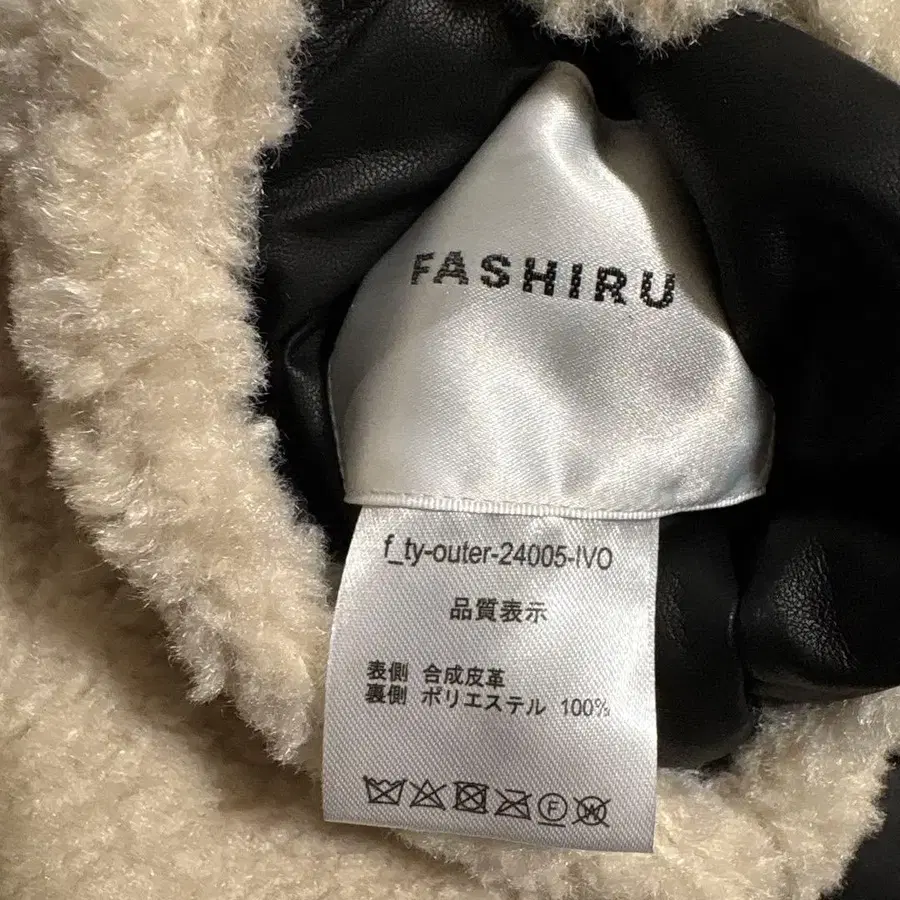 FASHIRU
f_ty-outer-24005-IVO
品質表示
表側 合成皮革
裏側 ポリエステル 100%
F
W